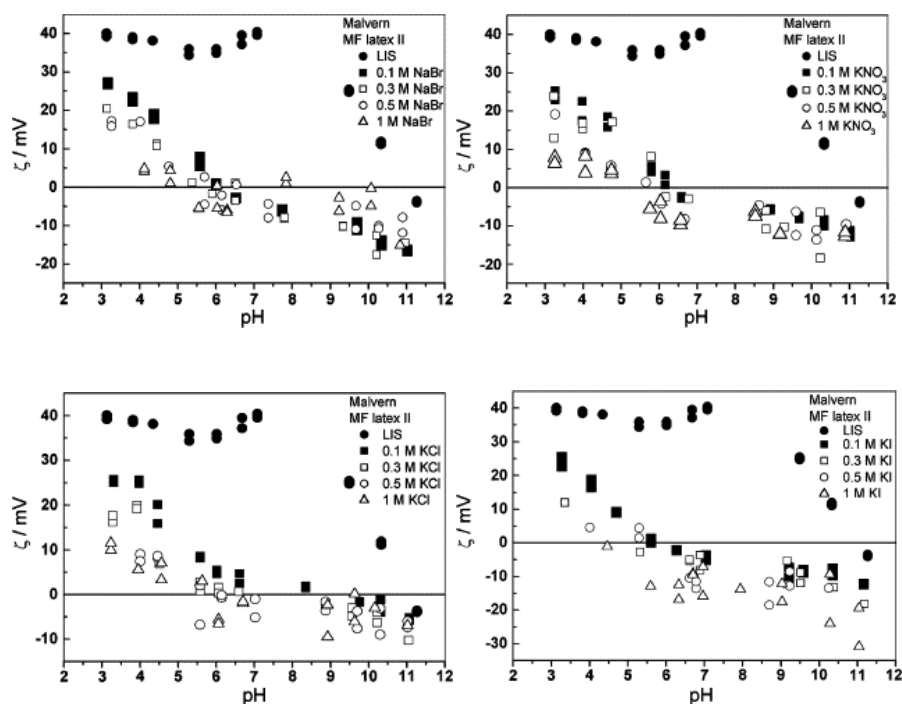 Malvern
MF latex II
LIS
0.1 M NaBr
0.3 M NaBr
0.5 M NaBr
1 M NaBr
ζ / mV
40
30
20
10
0
-10
-20
2 3 4 5 6 7 8 9 10 11 12
pH
Malvern
MF latex II
LIS
0.1 M KNO₃
0.3 M KNO₃
0.5 M KNO₃
1 M KNO₃
ζ / mV
40
30
20
10
0
-10
-20
2 3 4 5 6 7 8 9 10 11 12
pH
Malvern
MF latex II
LIS
0.1 M KCl
0.3 M KCl
0.5 M KCl
1 M KCl
ζ / mV
40
30
20
10
0
-10
2 3 4 5 6 7 8 9 10 11 12
pH
Malvern
MF latex II
LIS
0.1 M KI
0.3 M KI
0.5 M KI
1 M KI
ζ / mV
40
30
20
10
0
-10
-20
-30
2 3 4 5 6 7 8 9 10 11 12
pH